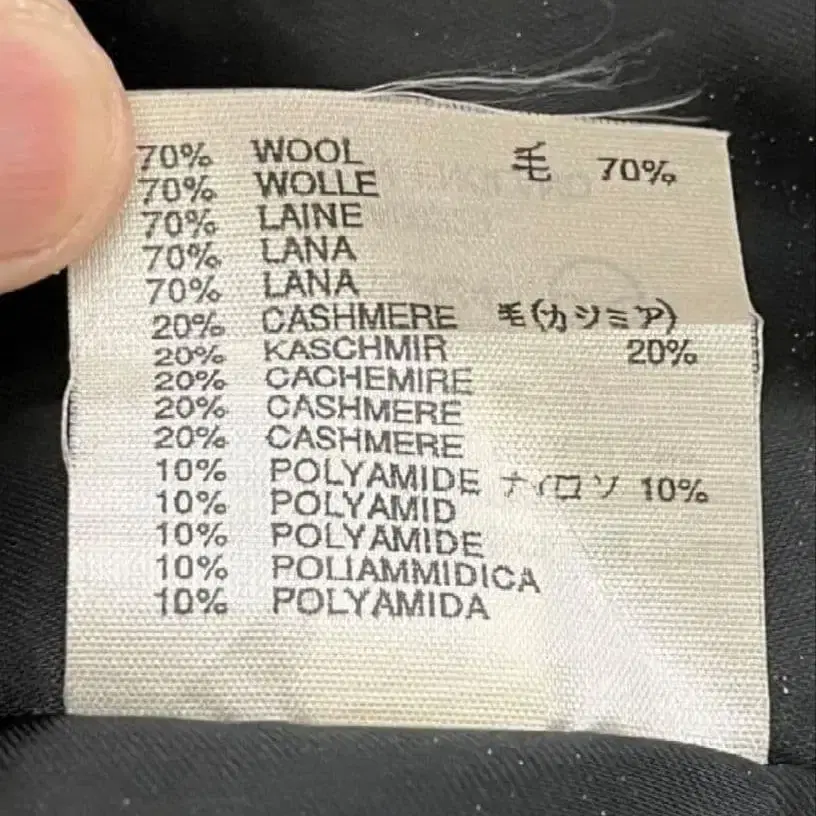 70% WOOL 毛 70%
70% WOLLE
70% LAINE
70% LANA
70% LANA
20% CASHMERE 毛(カシミア)
20% KASCHMIR 20%
20% CACHEMIRE
20% CASHMERE
20% CASHMERE
10% POLYAMIDE ナイロソ 10%
10% POLYAMID
10% POLYAMIDE
10% POLIAMMIDICA
10% POLYAMIDA